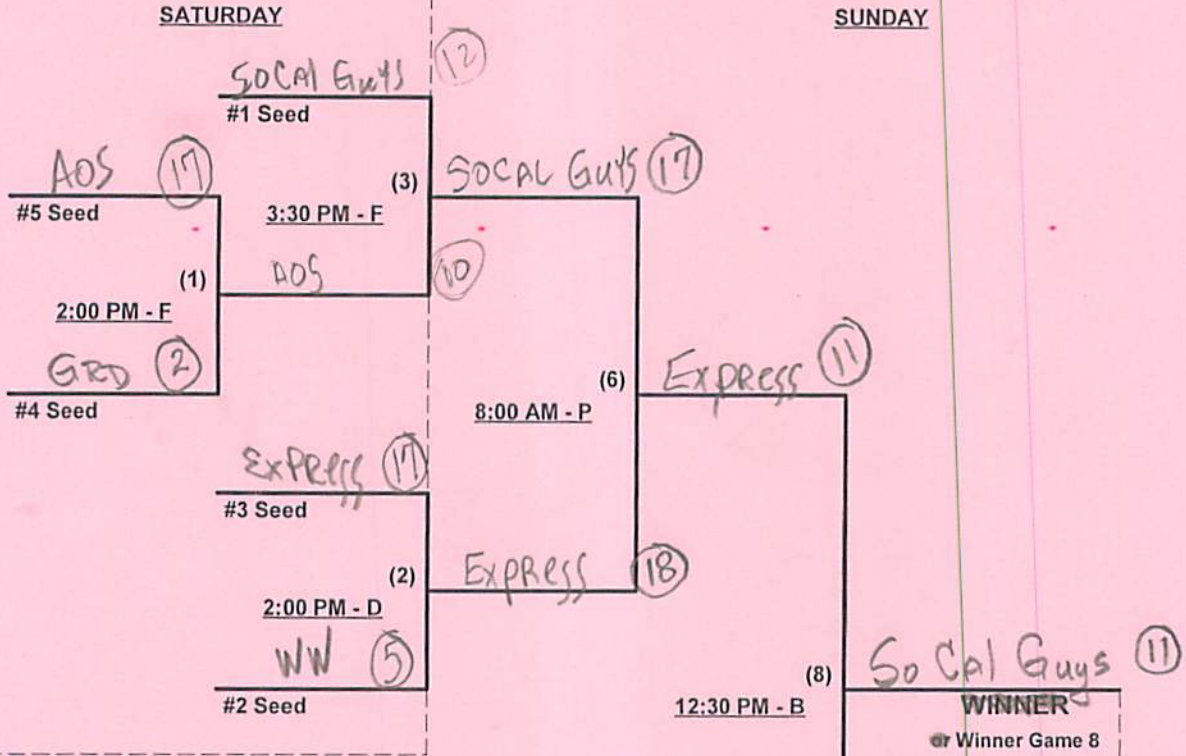 SATURDAY
SUNDAY
SOCAl Guys 12
#1 Seed
AOS 17
#5 Seed
(3)
3:30 PM - F
SOCAL GUYS 17
(1)
2:00 PM - F
AOS 10
GRD 2
#4 Seed
(6)
8:00 AM - P
Express 11
ExPRess 17
#3 Seed
(2)
2:00 PM - D
Express 18
WW 5
#2 Seed
(8)
12:30 PM - B
So Cal Guys 11
WINNER
or Winner Game 8